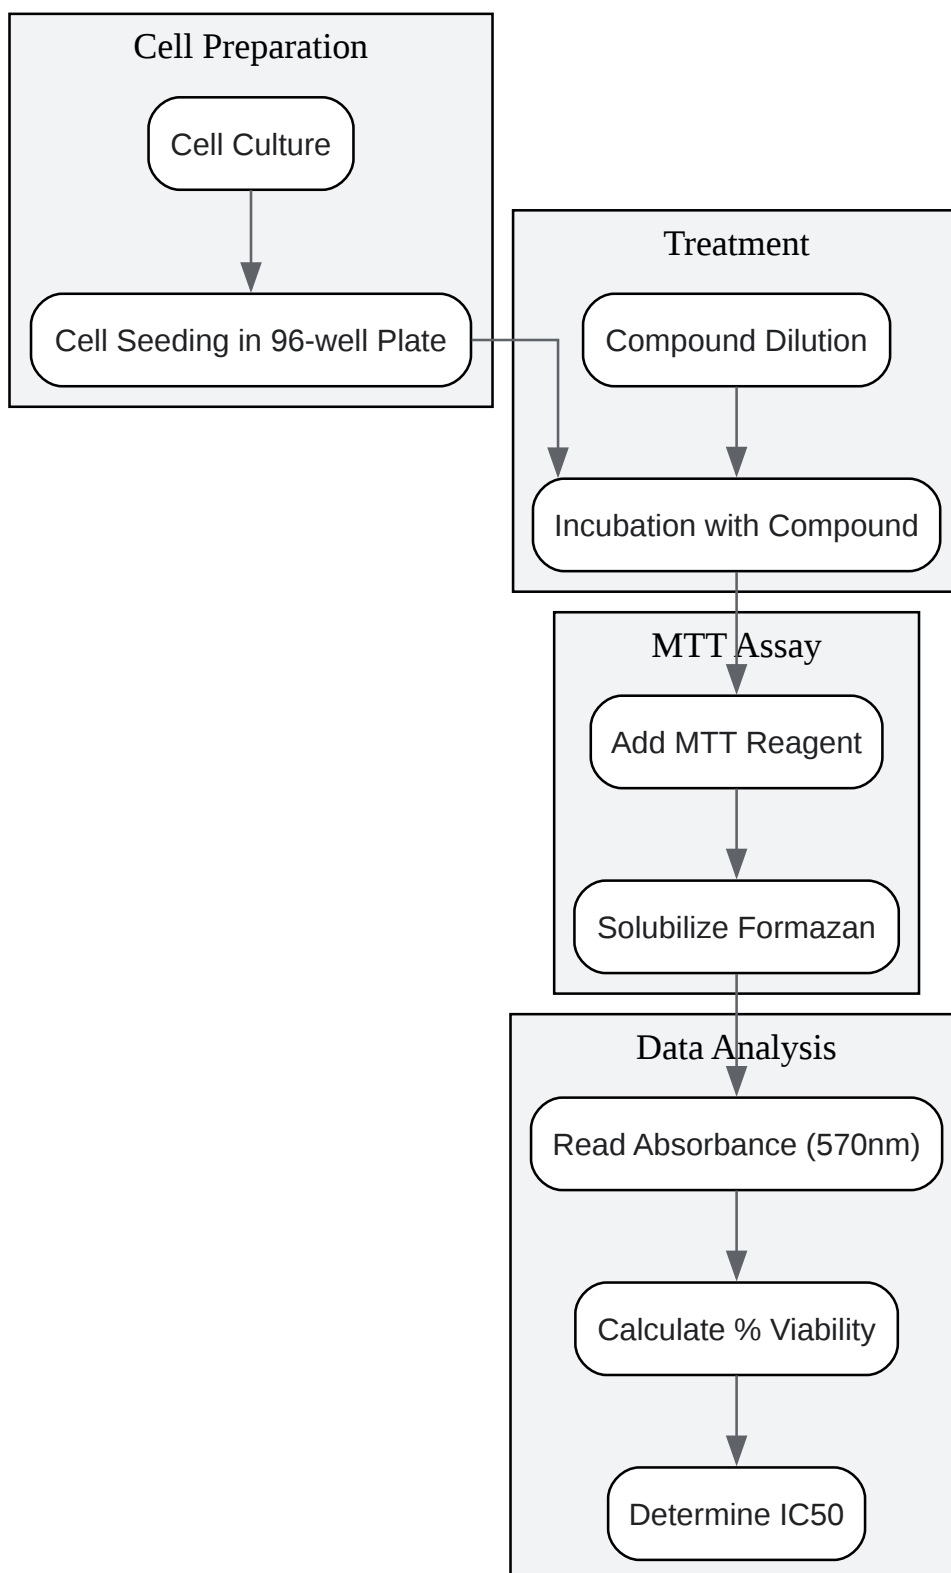 Cell Preparation
Cell Culture
Cell Seeding in 96-well Plate
Treatment
Compound Dilution
Incubation with Compound
MTT Assay
Add MTT Reagent
Solubilize Formazan
Data Analysis
Read Absorbance (570nm)
Calculate % Viability
Determine IC50